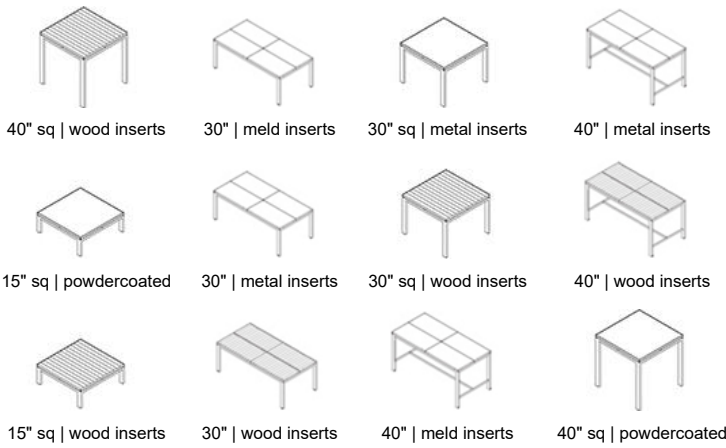 40" sq | wood inserts
30" | meld inserts
30" sq | metal inserts
40" | metal inserts
15" sq | powdercoated
30" | metal inserts
30" sq | wood inserts
40" | wood inserts
15" sq | wood inserts
30" | wood inserts
40" | meld inserts
40" sq | powdercoated